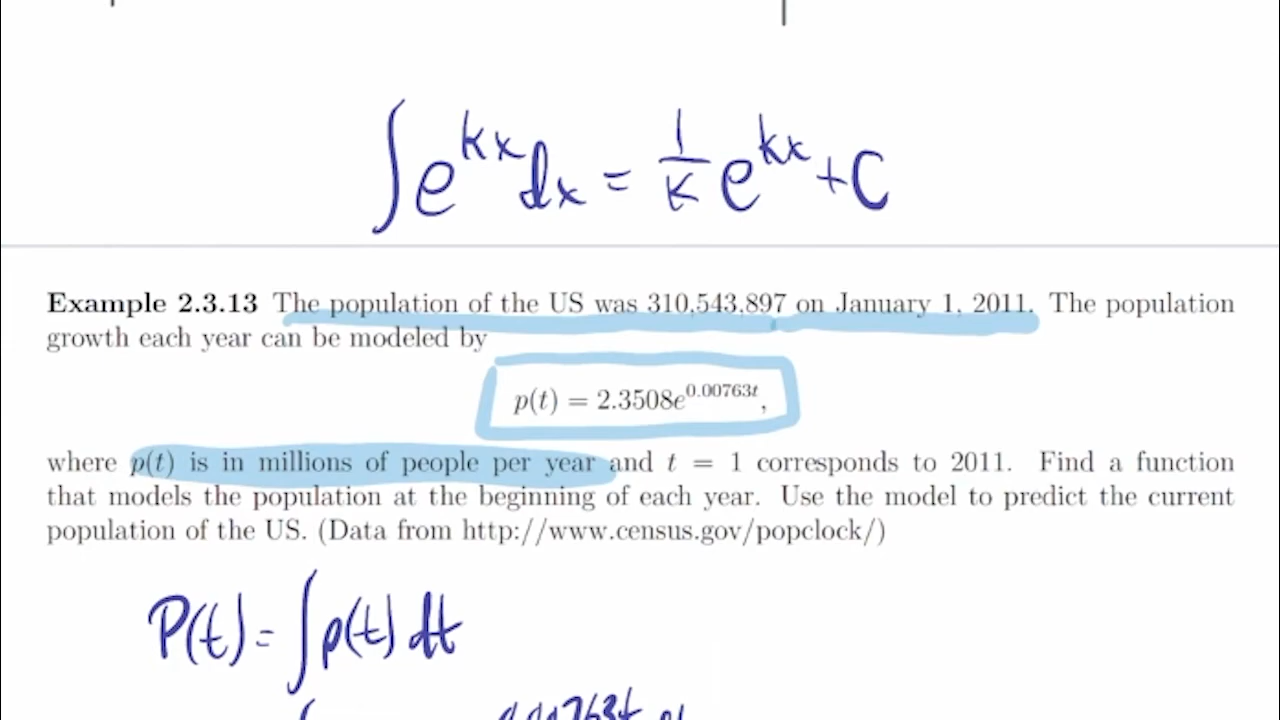 ∫e^{kx}dx = \frac{1}{k}e^{kx}+C
Example 2.3.13 The population of the US was 310,543,897 on January 1, 2011. The population
growth each year can be modeled by
p(t) = 2.3508e^{0.00763t},
where p(t) is in millions of people per year and t = 1 corresponds to 2011. Find a function
that models the population at the beginning of each year. Use the model to predict the current
population of the US. (Data from http://www.census.gov/popclock/)
P(t) = ∫p(t) dt